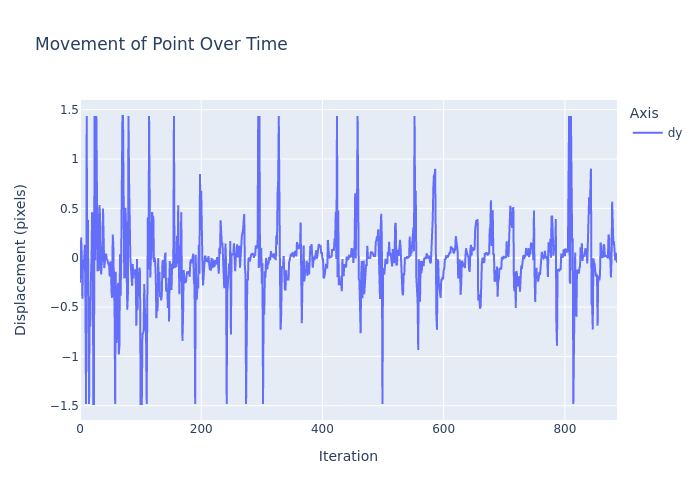 Movement of Point Over Time
Axis
dy
Displacement (pixels)
1.5
1
0.5
0
−0.5
−1
−1.5
0
200
400
600
800
Iteration